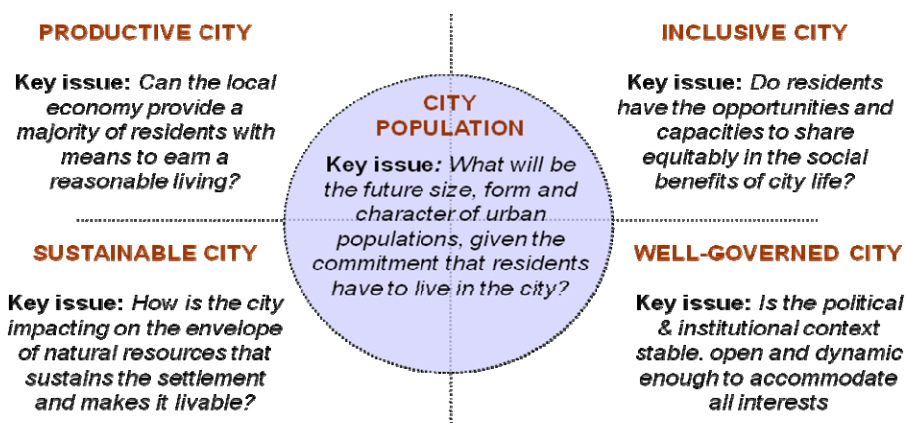 PRODUCTIVE CITY
Key issue: Can the local
economy provide a
majority of residents with
means to earn a
reasonable living?
INCLUSIVE CITY
Key issue: Do residents
have the opportunities and
capacities to share
equitably in the social
benefits of city life?
CITY
POPULATION
Key issue: What will be
the future size, form and
character of urban
populations, given the
commitment that residents
have to live in the city?
SUSTAINABLE CITY
Key issue: How is the city
impacting on the envelope
of natural resources that
sustains the settlement
and makes it livable?
WELL-GOVERNED CITY
Key issue: Is the political
& institutional context
stable. open and dynamic
enough to accommodate
all interests